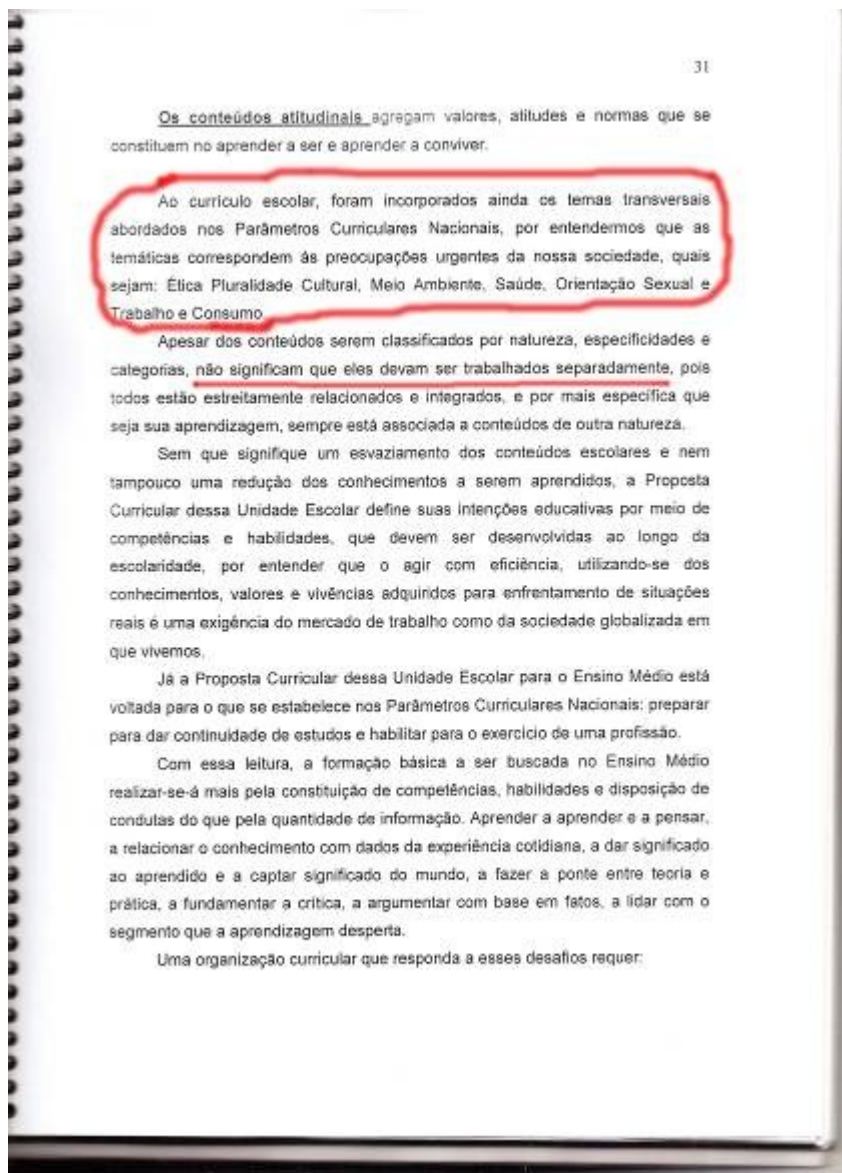 31
Os conteúdos atitudinais agregam valores, atitudes e normas que se
constituem no aprender a ser e aprender a conviver.
Ao currículo escolar, foram incorporados ainda os temas transversais
abordados nos Parâmetros Curriculares Nacionais, por entendermos que as
temáticas correspondem às preocupações urgentes da nossa sociedade, quais
sejam: Ética Pluralidade Cultural, Meio Ambiente, Saúde, Orientação Sexual e
Trabalho e Consumo
Apesar dos conteúdos serem classificados por natureza, especificidades e
categorias, não significam que eles devam ser trabalhados separadamente, pois
todos estão estreitamente relacionados e integrados, e por mais específica que
seja sua aprendizagem, sempre está associada a conteúdos de outra natureza.
Sem que signifique um esvaziamento dos conteúdos escolares e nem
tampouco uma redução dos conhecimentos a serem aprendidos, a Proposta
Curricular dessa Unidade Escolar define suas intenções educativas por meio de
competências e habilidades, que devem ser desenvolvidas ao longo da
escolaridade, por entender que o agir com eficiência, utilizando-se dos
conhecimentos, valores e vivências adquiridos para enfrentamento de situações
reais é uma exigência do mercado de trabalho como da sociedade globalizada em
que vivemos.
Já a Proposta Curricular dessa Unidade Escolar para o Ensino Médio está
voltada para o que se estabelece nos Parâmetros Curriculares Nacionais: preparar
para dar continuidade de estudos e habilitar para o exercício de uma profissão.
Com essa leitura, a formação básica a ser buscada no Ensino Médio
realizar-se-á mais pela constituição de competências, habilidades e disposição de
condutas do que pela quantidade de informação. Aprender a aprender e a pensar,
a relacionar o conhecimento com dados da experiência cotidiana, a dar significado
ao aprendido e a captar significado do mundo, a fazer a ponte entre teoria e
prática, a fundamentar a crítica, a argumentar com base em fatos, a lidar com o
segmento que a aprendizagem desperta.
Uma organização curricular que responda a esses desafios requer: